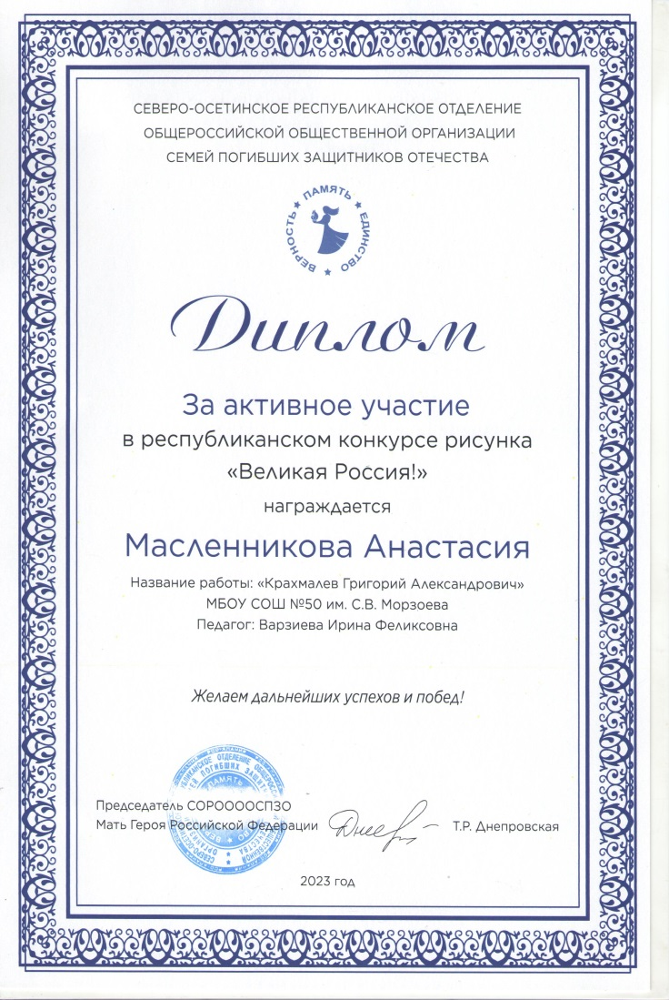 СЕВЕРО-ОСЕТИНСКОЕ РЕСПУБЛИКАНСКОЕ ОТДЕЛЕНИЕ
ОБЩЕРОССИЙСКОЙ ОБЩЕСТВЕННОЙ ОРГАНИЗАЦИИ
СЕМЕЙ ПОГИБШИХ ЗАЩИТНИКОВ ОТЕЧЕСТВА
ВЕРНОСТЬ ★ ПАМЯТЬ ★ ЕДИНСТВО ★
Диплом
За активное участие
в республиканском конкурсе рисунка
«Великая Россия!»
награждается
Масленникова Анастасия
Название работы: «Крахмалев Григорий Александрович»
МБОУ СОШ №50 им. С.В. Морзоева
Педагог: Варзиева Ирина Феликсовна
Желаем дальнейших успехов и побед!
ПАМЯТЬ
Председатель СОРОООOСПЗО
Мать Героя Российской Федерации
Т.Р. Днепровская
2023 год